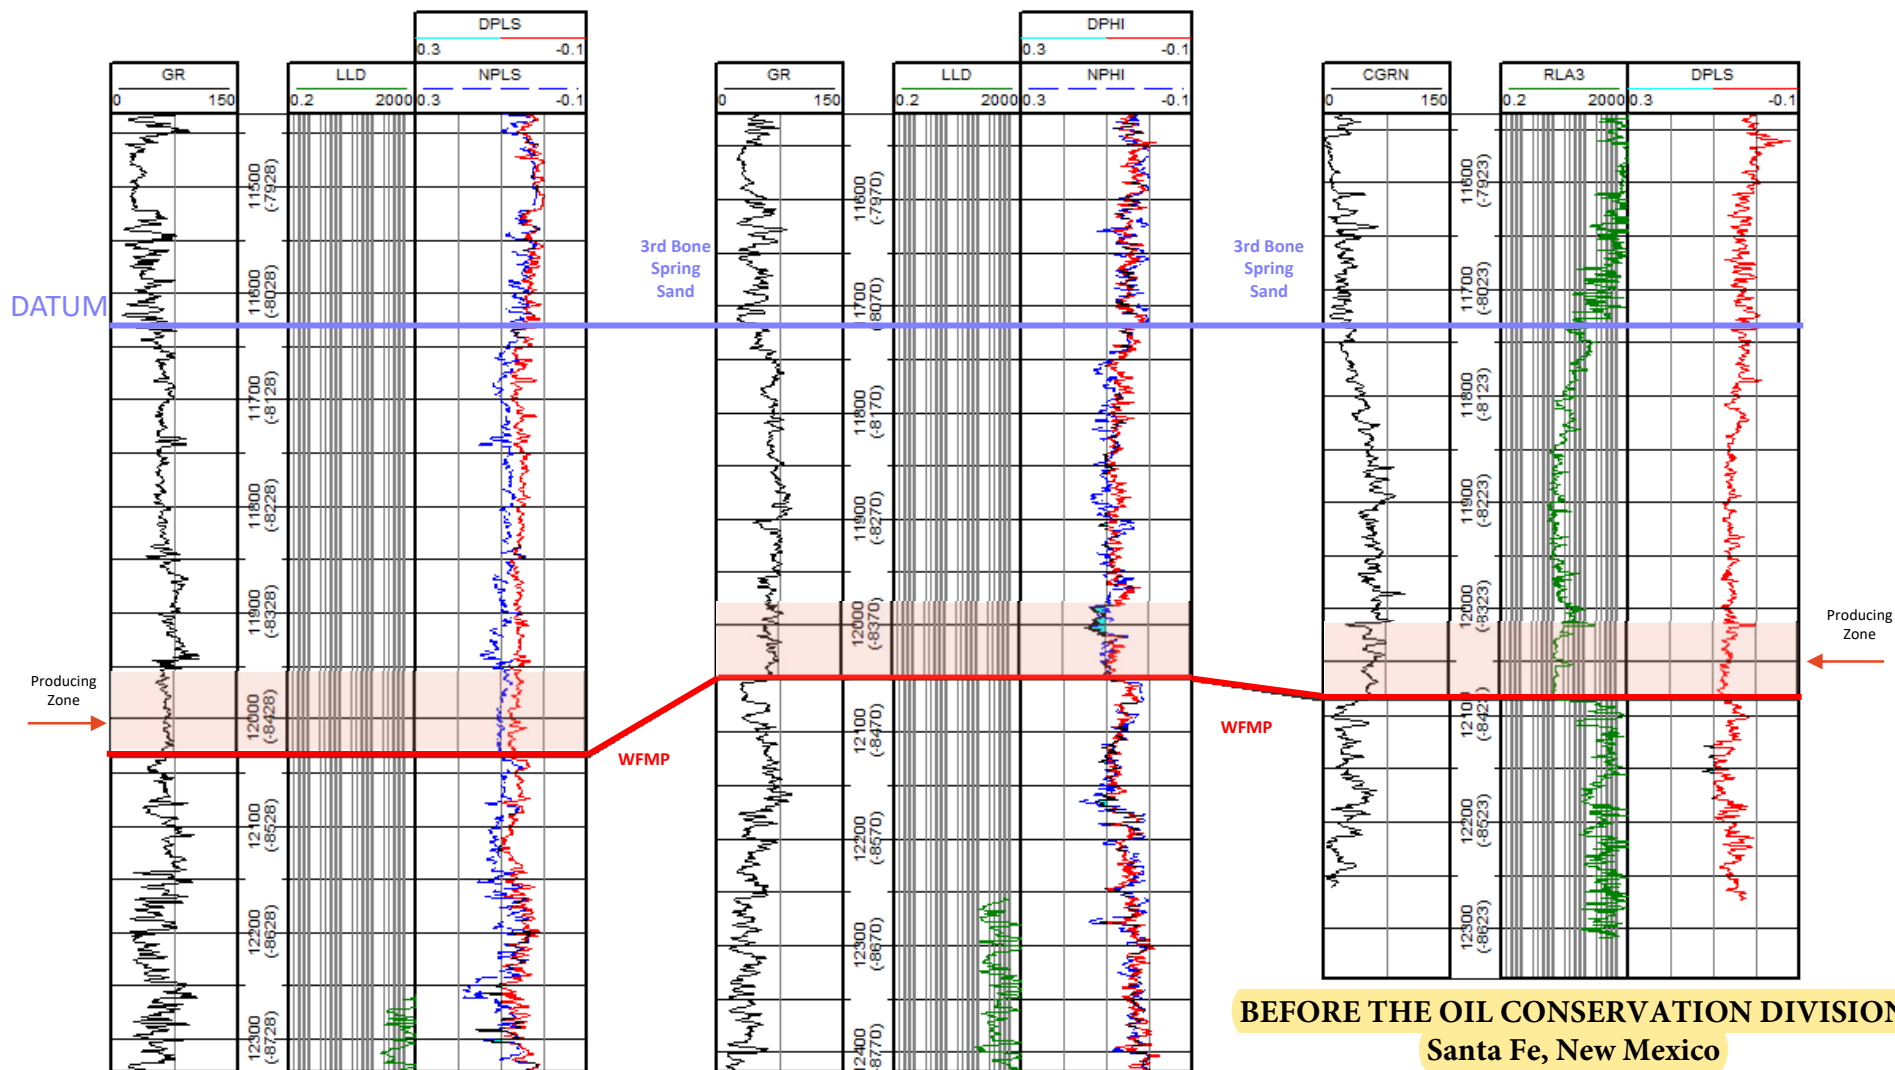 DPLS
0.3 -0.1
GR
0 150
LLD
0.2 2000
NPLS
0.3 -0.1
DPHI
0.3 -0.1
GR
0 150
LLD
0.2 2000
NPHI
0.3 -0.1
CGRN
0 150
RLA3
0.2 2000
DPLS
0.3 -0.1
DATUM
11500
(-7928)
11600
(-8028)
11700
(-8128)
11800
(-8228)
11900
(-8328)
12000
(-8428)
12100
(-8528)
12200
(-8628)
12300
(-8728)
Producing
Zone
WFMP
3rd Bone
Spring
Sand
11600
(-7970)
11700
(-8070)
11800
(-8170)
11900
(-8270)
12000
(-8370)
12100
(-8470)
12200
(-8570)
12300
(-8670)
12400
(-8770)
WFMP
3rd Bone
Spring
Sand
11600
(-7923)
11700
(-8023)
11800
(-8123)
11900
(-8223)
12000
(-8323)
12100
(-8423)
12200
(-8523)
12300
(-8623)
Producing
Zone
BEFORE THE OIL CONSERVATION DIVISION
Santa Fe, New Mexico